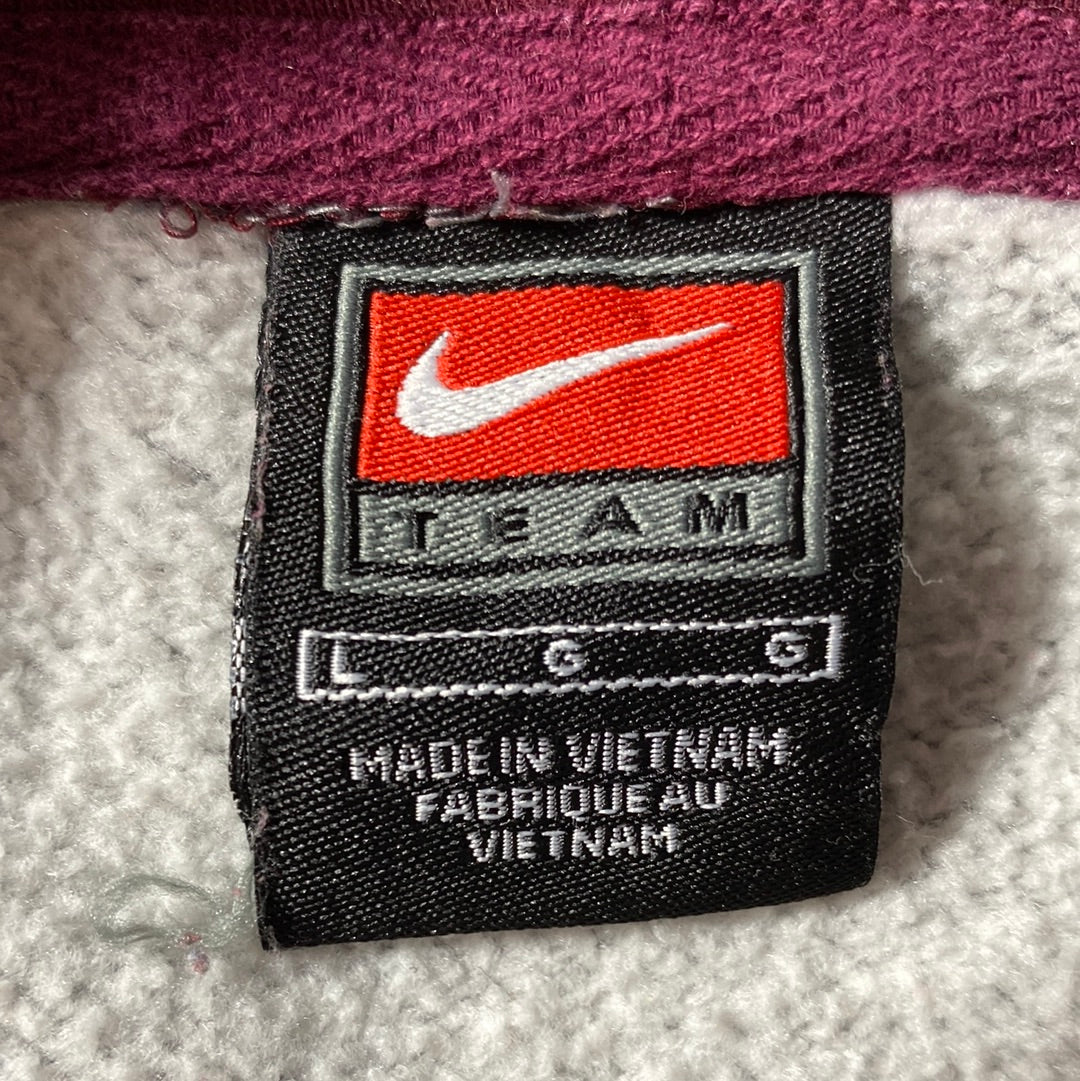 TEAM
L G G
MADE IN VIETNAM
FABRIQUE AU
VIETNAM